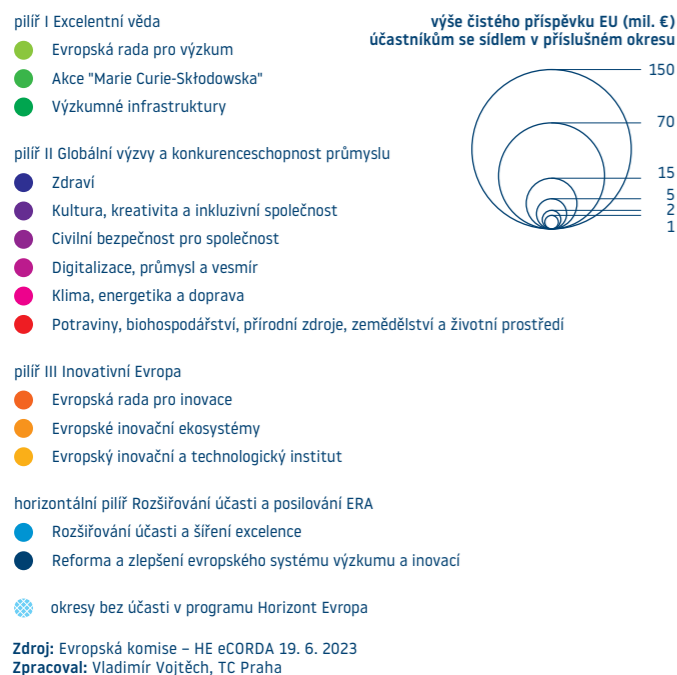 pilíř I Excelentní věda
Evropská rada pro výzkum
Akce "Marie Curie-Skłodowska"
Výzkumné infrastruktury
výše čistého příspěvku EU (mil. €)
účastníkům se sídlem v příslušném okresu
150
70
15
5
2
1
pilíř II Globální výzvy a konkurenceschopnost průmyslu
Zdraví
Kultura, kreativita a inkluzivní společnost
Civilní bezpečnost pro společnost
Digitalizace, průmysl a vesmír
Klima, energetika a doprava
Potraviny, biohospodářství, přírodní zdroje, zemědělství a životní prostředí
pilíř III Inovativní Evropa
Evropská rada pro inovace
Evropské inovační ekosystémy
Evropský inovační a technologický institut
horizontální pilíř Rozšiřování účasti a posilování ERA
Rozšiřování účasti a šíření excelence
Reforma a zlepšení evropského systému výzkumu a inovací
okresy bez účasti v programu Horizont Evropa
Zdroj: Evropská komise – HE eCORDA 19. 6. 2023
Zpracoval: Vladimír Vojtěch, TC Praha